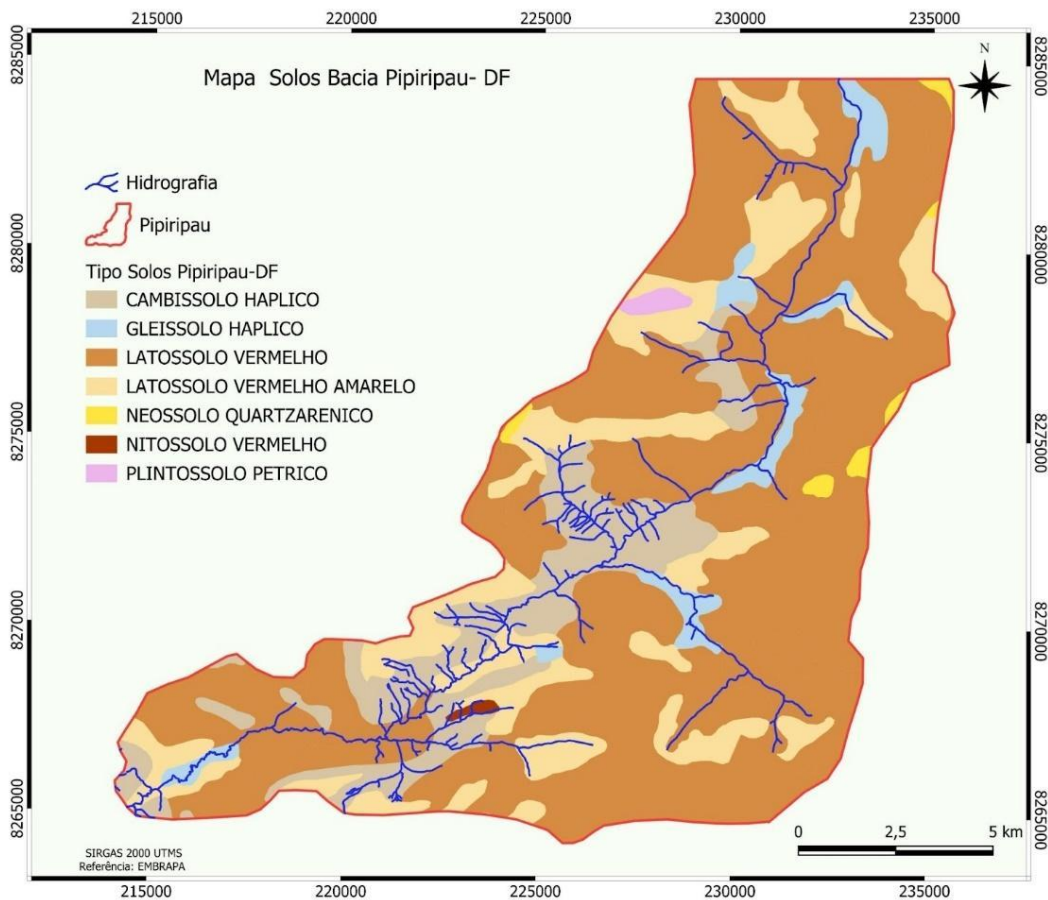 215000 220000 225000 230000 235000
8285000 8285000
Mapa Solos Bacia Pipiripau- DF
N
Hidrografia
Pipiripau
8280000 8280000
Tipo Solos Pipiripau-DF
CAMBISSOLO HAPLICO
GLEISSOLO HAPLICO
LATOSSOLO VERMELHO
LATOSSOLO VERMELHO AMARELO
NEOSSOLO QUARTZARENICO
NITOSSOLO VERMELHO
PLINTOSSOLO PETRICO
8275000 8275000
8270000 8270000
8265000 8265000
0 2,5 5 km
SIRGAS 2000 UTMS
Referência: EMBRAPA
215000 220000 225000 230000 235000